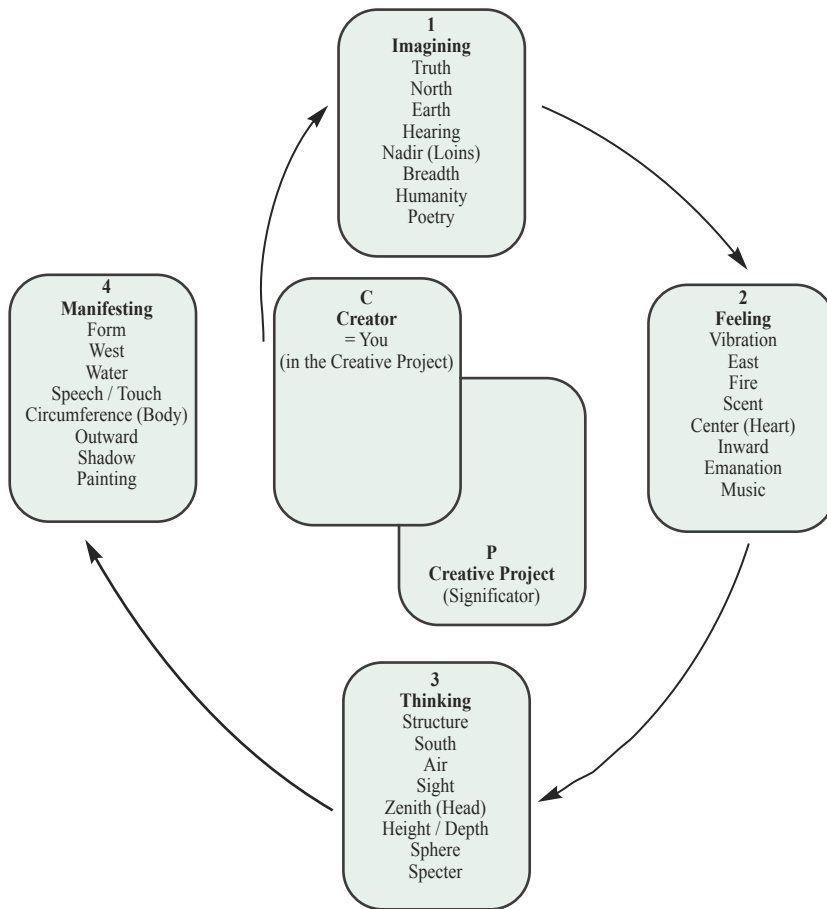 1
Imagining
Truth
North
Earth
Hearing
Nadir (Loins)
Breadth
Humanity
Poetry
4
Manifesting
Form
West
Water
Speech / Touch
Circumference (Body)
Outward
Shadow
Painting
C
Creator
= You
(in the Creative Project)
2
Feeling
Vibration
East
Fire
Scent
Center (Heart)
Inward
Emanation
Music
P
Creative Project
(Significator)
3
Thinking
Structure
South
Air
Sight
Zenith (Head)
Height / Depth
Sphere
Specter